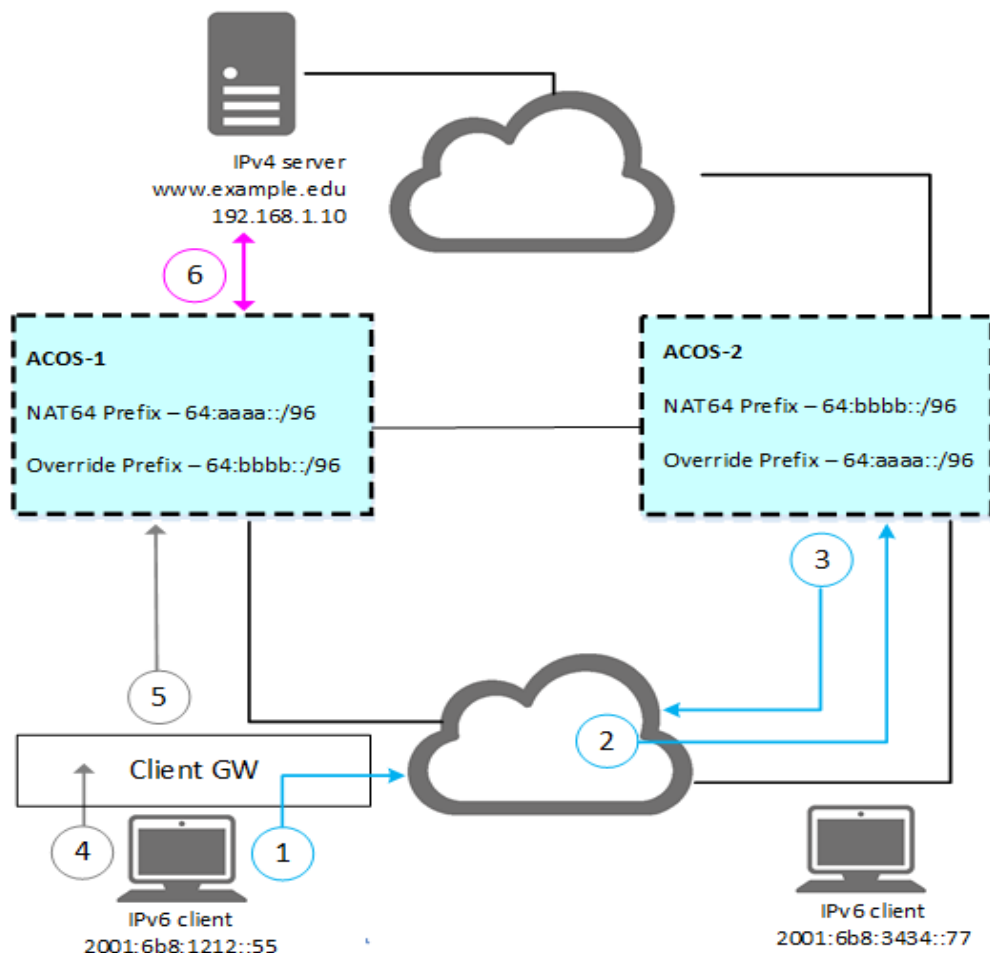 IPv4 server
www.example.edu
192.168.1.10
6
ACOS-1
NAT64 Prefix – 64:aaaa::/96
Override Prefix – 64:bbbb::/96
ACOS-2
NAT64 Prefix – 64:bbbb::/96
Override Prefix – 64:aaaa::/96
3
5
2
Client GW
4
1
IPv6 client
2001:6b8:1212::55
IPv6 client
2001:6b8:3434::77